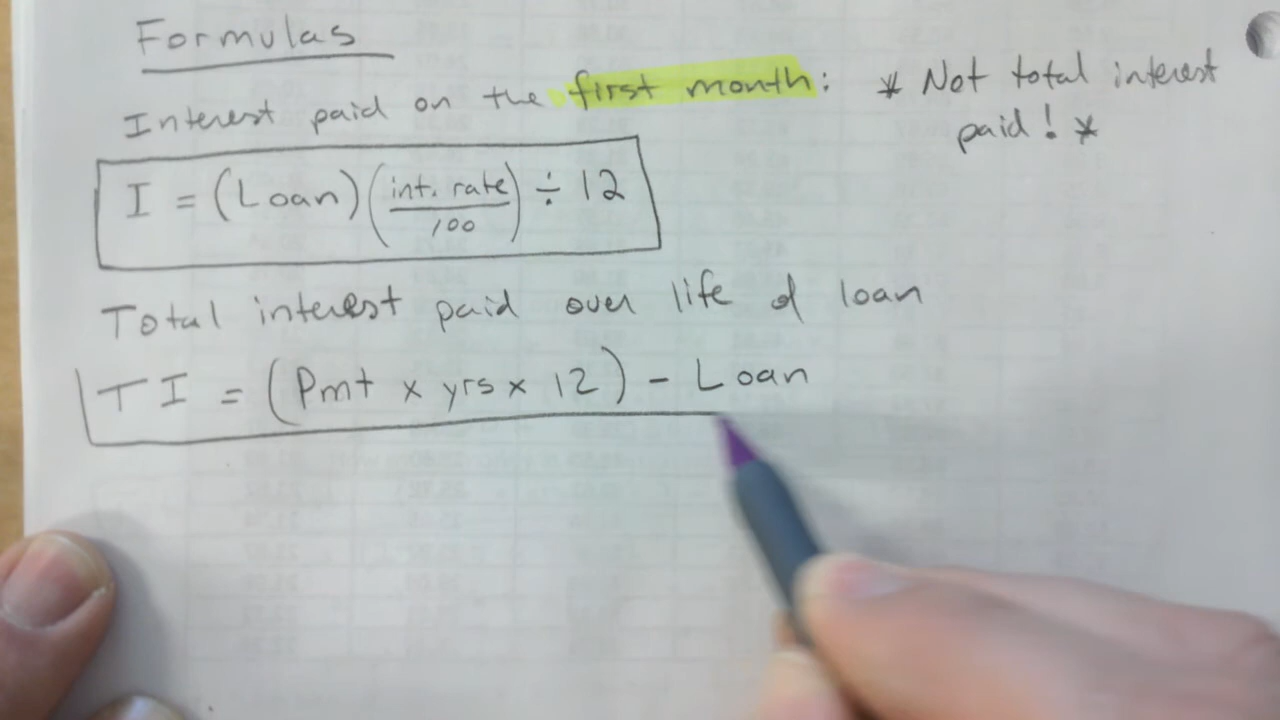 Formulas
Interest paid on the first month: * Not total interest
paid! *
I = (Loan)(int. rate/100) ÷ 12
Total interest paid over life of loan
TI = (Pmt x yrs x 12) - Loan